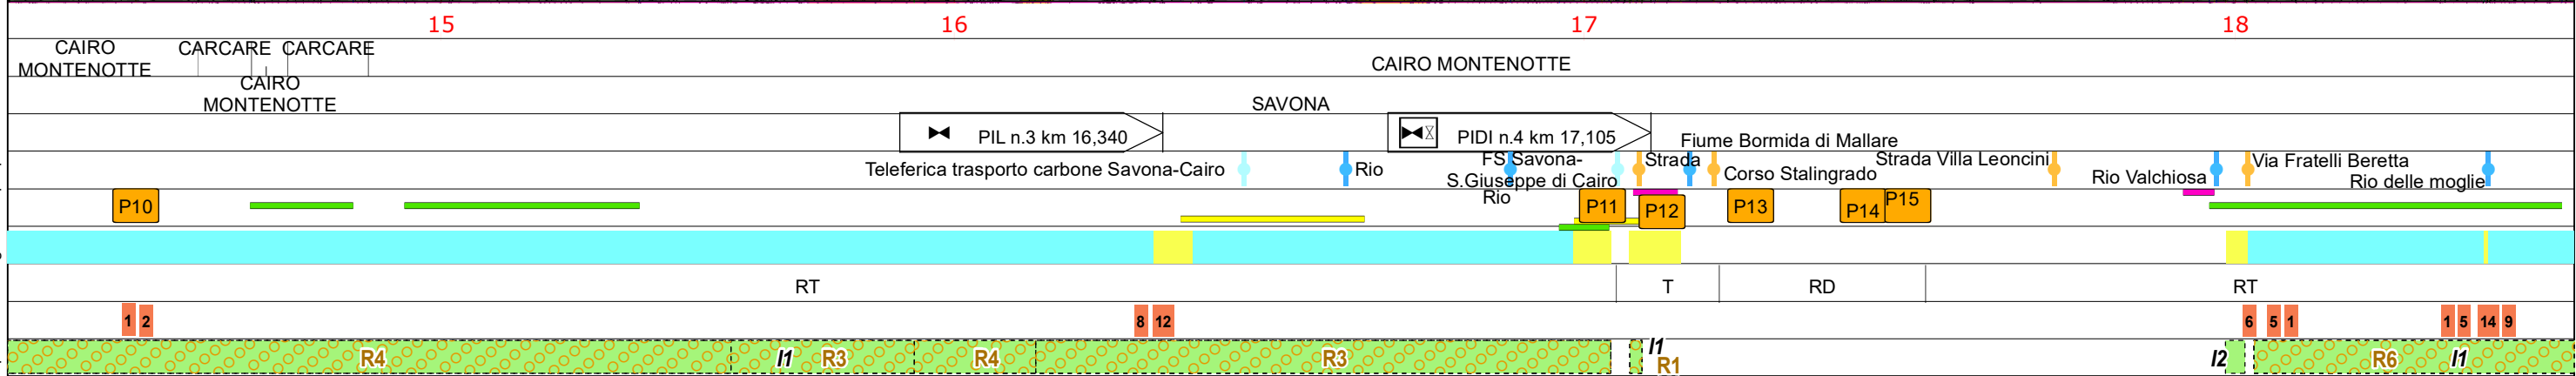 15 16 17 18
CAIRO MONTENOTTE
CARCARE CARCARE
CAIRO MONTENOTTE
CAIRO MONTENOTTE
SAVONA
PIL n.3 km 16,340
PIDI n.4 km 17,105
Teleferica trasporto carbone Savona-Cairo
Rio
FS Savona-
S.Giuseppe di Cairo
Rio
Strada
Fiume Bormida di Mallare
Corso Stalingrado
Strada Villa Leoncini
Rio Valchiosa
Via Fratelli Beretta
Rio delle moglie
P10 P11 P12 P13 P14 P15
RT T RD RT
1 2 8 12 6 5 1 1 5 14 9
R4 I1 R3 R4 R3 I1 R1 I2 R6 I1